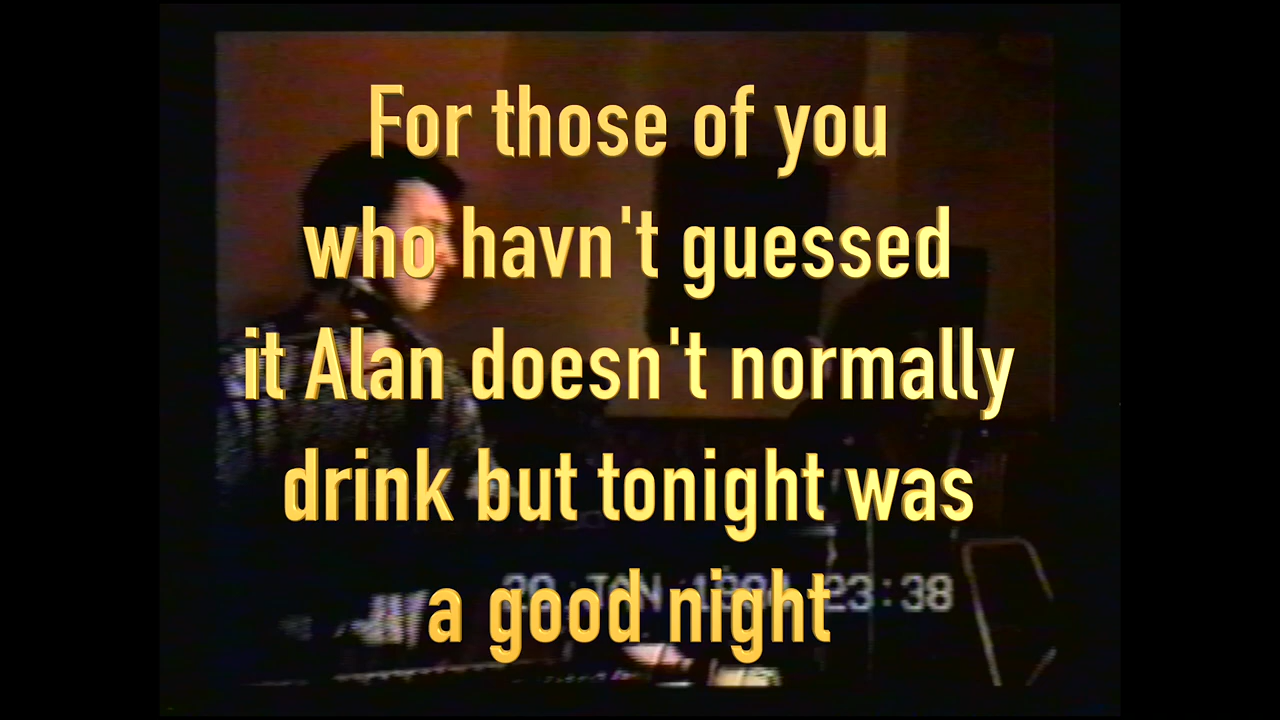 For those of you
who havn't guessed
it Alan doesn't normally
drink but tonight was
a good night
JAN 23:38